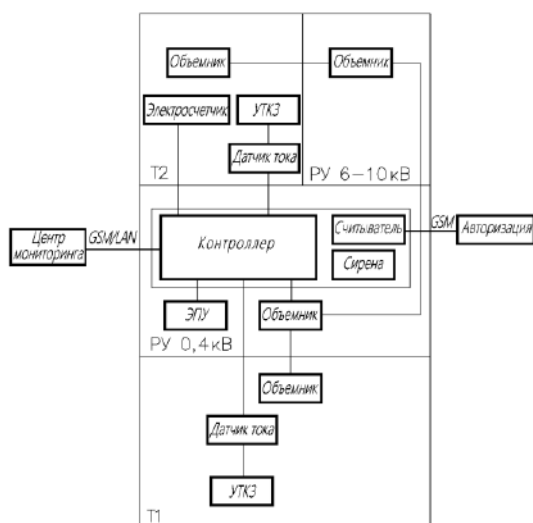 Объемник
Объемник
Электросчетчик
УТКЗ
Датчик тока
Т2
РУ 6-10кВ
Центр
мониторинга
GSM/LAN
Контроллер
Считыватель
GSM
Авторизация
Сирена
ЭПУ
Объемник
РУ 0,4кВ
Объемник
Датчик тока
УТКЗ
Т1